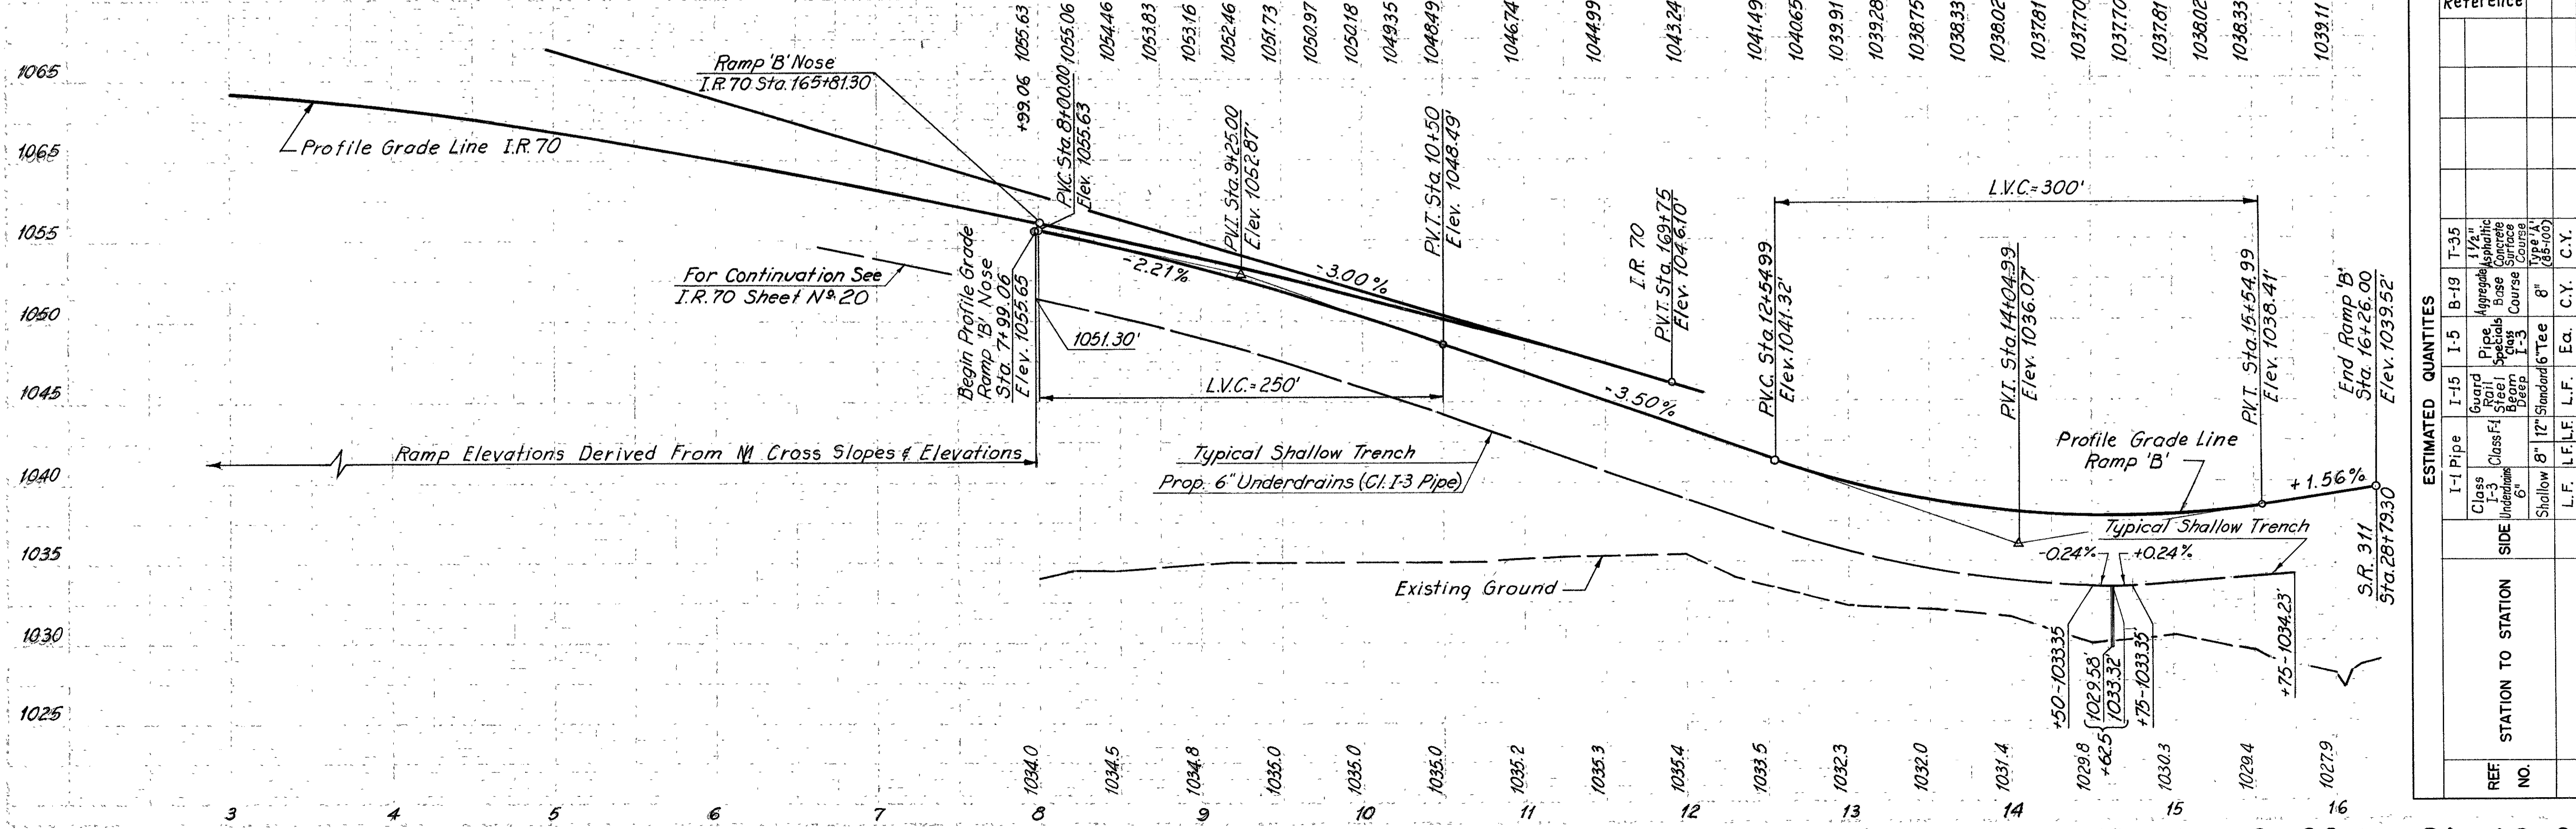 1055.63
1055.06
1054.46
1053.83
1053.16
1052.46
1051.73
1050.97
1050.18
1049.35
1048.49
1046.74
1044.99
1043.24
1041.49
1040.65
1039.91
1039.28
1038.75
1038.33
1038.02
1037.81
1037.70
1037.70
1037.81
1038.02
1038.33
1039.11
Reference
1065
1065
1055
1050
1045
1040
1035
1030
1025
Profile Grade Line I.R. 70
Ramp 'B' Nose
I.R. 70 Sta. 165+81.30
+99.06
P.V.C. Sta. 8+00.00
Elev. 1055.63
P.V.I. Sta. 9+25.00
Elev. 1052.87'
P.V.T. Sta. 10+50
Elev. 1048.49'
I.R. 70
P.V.T. Sta. 169+75
Elev. 1046.10'
P.V.C. Sta. 12+54.99
Elev. 1041.32'
L.V.C.=300'
P.V.I. Sta. 14+04.99
Elev. 1036.07'
P.V.T. Sta. 15+54.99
Elev. 1038.41'
End Ramp 'B'
Sta. 16+26.00
Elev. 1039.52'
For Continuation See
I.R. 70 Sheet No. 20
Begin Profile Grade
Ramp 'B' Nose
Sta. 7+99.06
Elev. 1055.65
-2.21%
-3.00%
1051.30'
L.V.C.=250'
-3.50%
Ramp Elevations Derived From Cross Slopes & Elevations
Typical Shallow Trench
Prop. 6" Underdrains (Cl. I-3 Pipe)
Profile Grade Line
Ramp 'B'
+1.56%
Typical Shallow Trench
-0.24%
+0.24%
S.R. 311
Sta. 28+79.30
Existing Ground
+50-1033.35
1029.58'
1033.32'
+62.5
+75-1033.35'
+75-1034.23'
1034.0
1034.5
1034.8
1035.0
1035.0
1035.0
1035.2
1035.3
1035.4
1033.5
1032.3
1032.0
1031.4
1029.8
1030.3
1029.4
1027.9
3 4 5 6 7 8 9 10 11 12 13 14 15 16
ESTIMATED QUANTITES
REF. NO.
STATION TO STATION
SIDE
I-1 Pipe
Class I-3 Underdrains 6"
Shallow
L.F.
Class F-1
8" 12"
L.F. L.F.
I-15
Guard Rail Steel Beam Deep
Standard
L.F.
I-5
Pipe Specials Class I-3
6" Tee
Ea.
B-19
Aggregate Base Course
8"
C.Y.
T-35
1 1/2" Asphaltic Concrete Surface Course
Type 'A' (85-100)
C.Y.